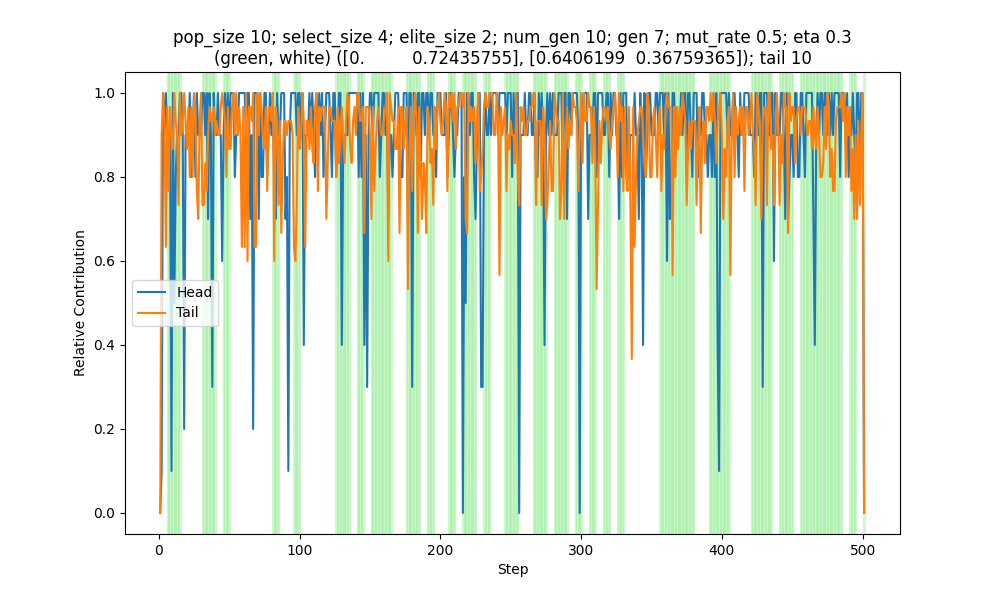 pop_size 10; select_size 4; elite_size 2; num_gen 10; gen 7; mut_rate 0.5; eta 0.3
(green, white) ([0.          0.72435755], [0.6406199  0.36759365]); tail 10
Relative Contribution
1.0
0.8
0.6
0.4
0.2
0.0
Head
Tail
0 100 200 300 400 500
Step